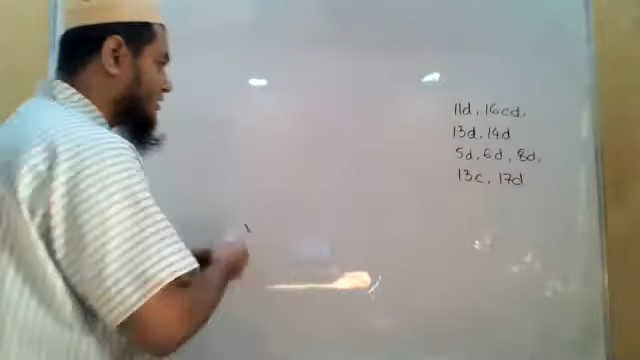 11d, 16cd,
13d, 14d
5d, 6d, 8d,
13c, 17d